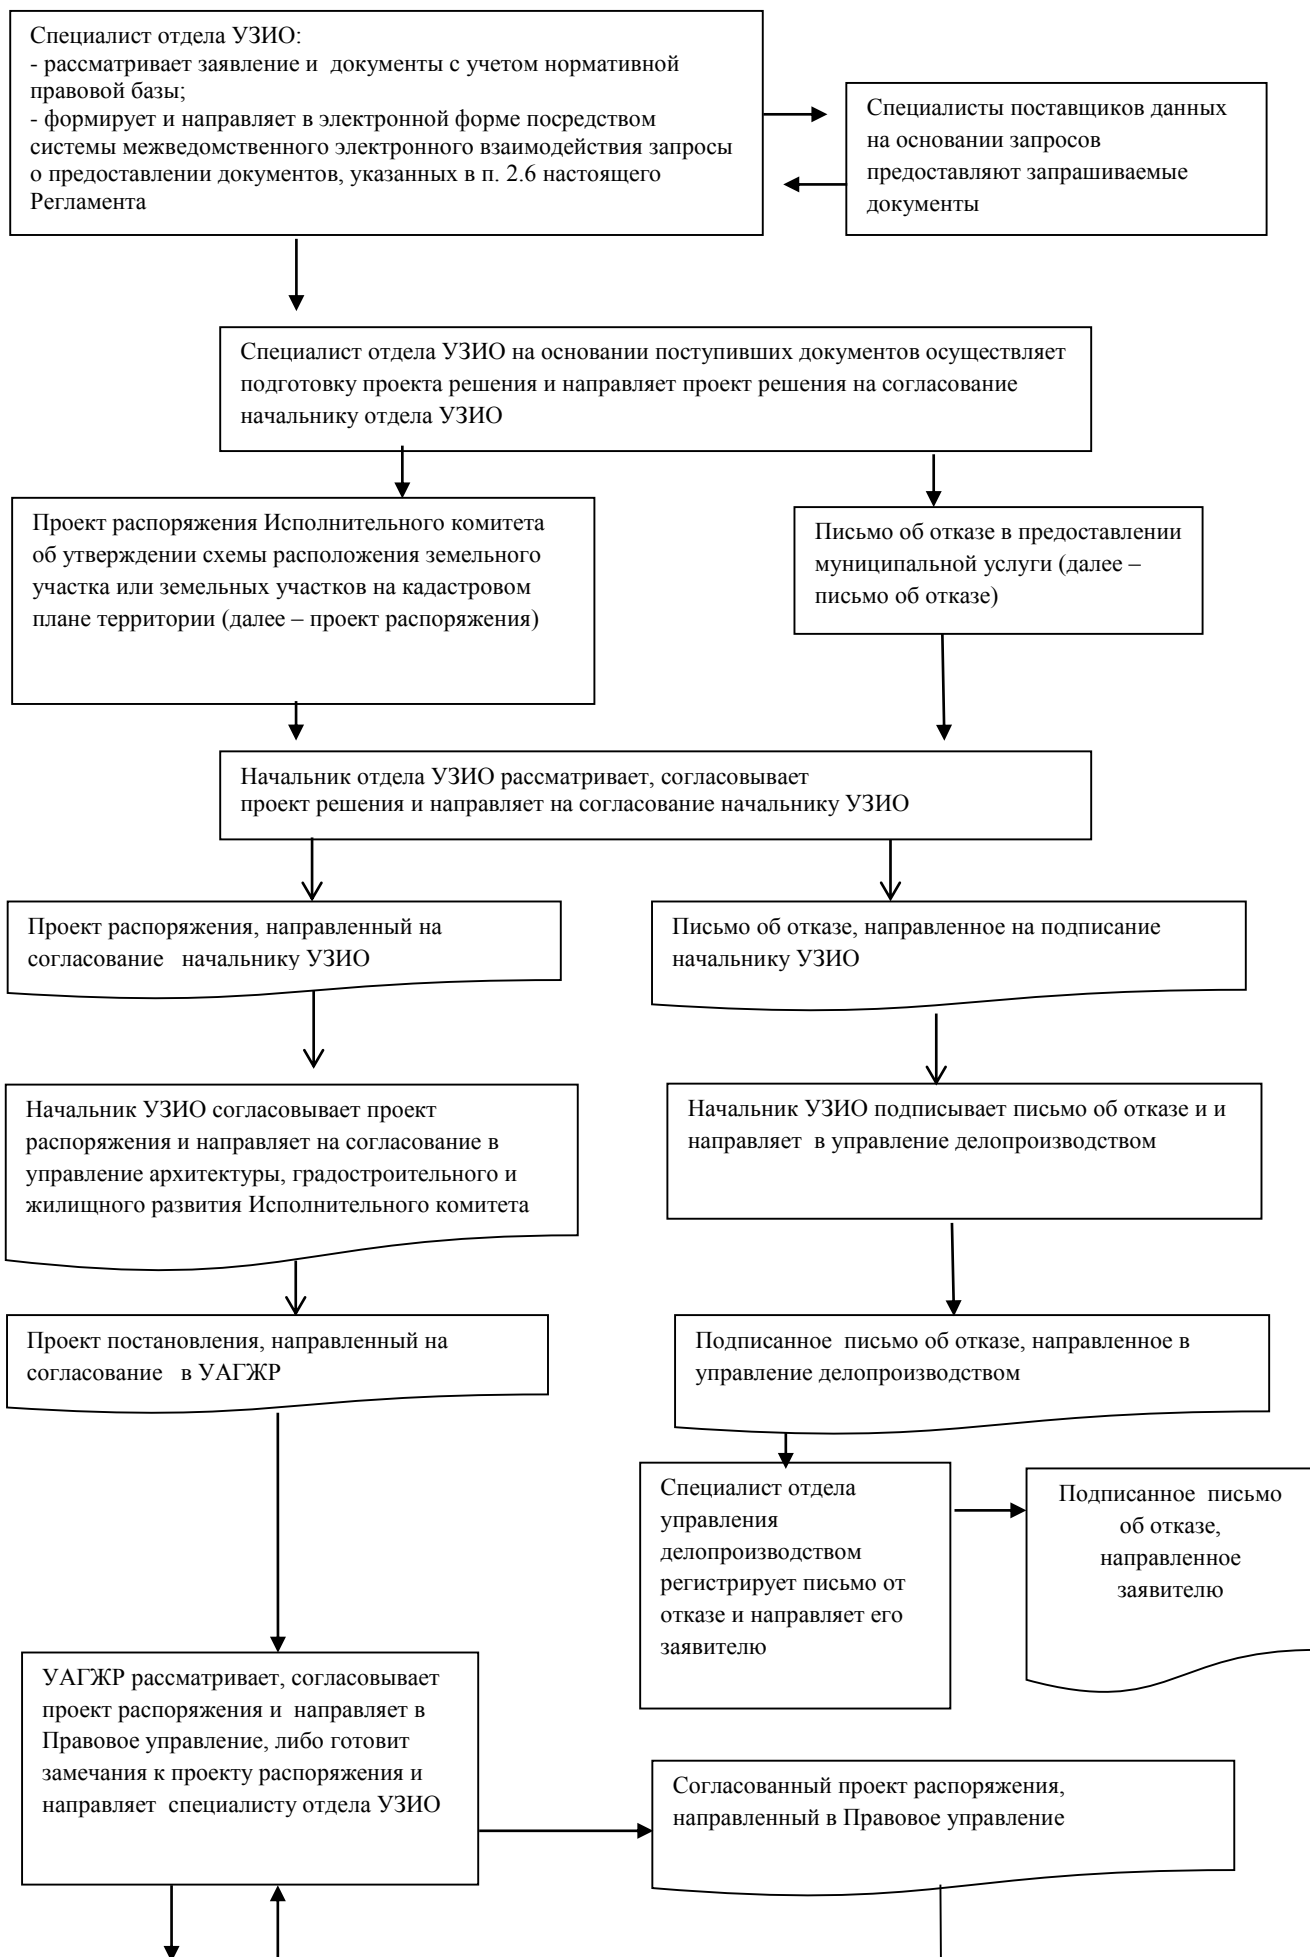 Специалист отдела УЗИО:
- рассматривает заявление и  документы с учетом нормативной
правовой базы;
- формирует и направляет в электронной форме посредством
системы межведомственного электронного взаимодействия запросы
о предоставлении документов, указанных в п. 2.6 настоящего
Регламента
Специалисты поставщиков данных
на основании запросов
предоставляют запрашиваемые
документы
Специалист отдела УЗИО на основании поступивших документов осуществляет
подготовку проекта решения и направляет проект решения на согласование
начальнику отдела УЗИО
Проект распоряжения Исполнительного комитета
об утверждении схемы расположения земельного
участка или земельных участков на кадастровом
плане территории (далее – проект распоряжения)
Письмо об отказе в предоставлении
муниципальной услуги (далее –
письмо об отказе)
Начальник отдела УЗИО рассматривает, согласовывает
проект решения и направляет на согласование начальнику УЗИО
Проект распоряжения, направленный на
согласование   начальнику УЗИО
Письмо об отказе, направленное на подписание
начальнику УЗИО
Начальник УЗИО согласовывает проект
распоряжения и направляет на согласование в
управление архитектуры, градостроительного и
жилищного развития Исполнительного комитета
Начальник УЗИО подписывает письмо об отказе и и
направляет  в управление делопроизводством
Проект постановления, направленный на
согласование   в УАГЖР
Подписанное  письмо об отказе, направленное в
управление делопроизводством
Специалист отдела
управления
делопроизводством
регистрирует письмо от
отказе и направляет его
заявителю
Подписанное  письмо
об отказе,
направленное
заявителю
УАГЖР рассматривает, согласовывает
проект распоряжения и  направляет в
Правовое управление, либо готовит
замечания к проекту распоряжения и
направляет  специалисту отдела УЗИО
Согласованный проект распоряжения,
направленный в Правовое управление